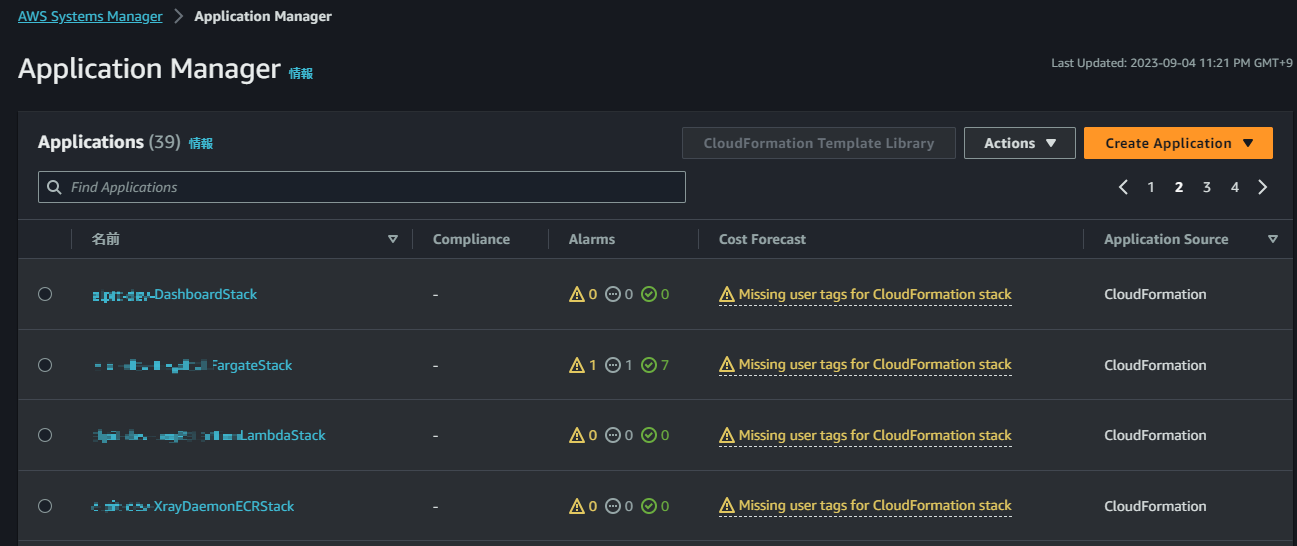 AWS Systems Manager > Application Manager
Application Manager 情報
Last Updated: 2023-09-04 11:21 PM GMT+9
Applications (39) 情報
CloudFormation Template Library
Actions
Create Application
Find Applications
1 2 3 4
名前 Compliance Alarms Cost Forecast Application Source
DashboardStack - 0 0 0 Missing user tags for CloudFormation stack CloudFormation
FargateStack - 1 1 7 Missing user tags for CloudFormation stack CloudFormation
LambdaStack - 0 0 0 Missing user tags for CloudFormation stack CloudFormation
XrayDaemonECRStack - 0 0 0 Missing user tags for CloudFormation stack CloudFormation